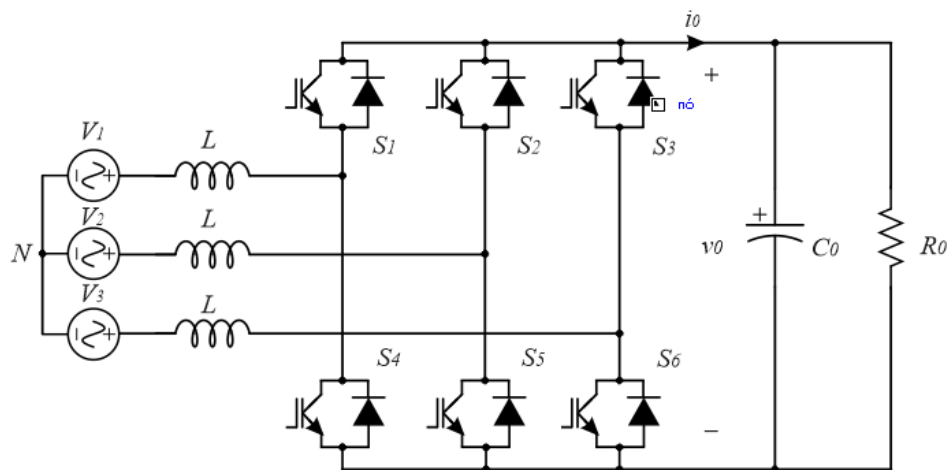 i0
+
nó
V1
L
S1
S2
S3
V2
L
N
v0
+
C0
R0
V3
L
S4
S5
S6
−